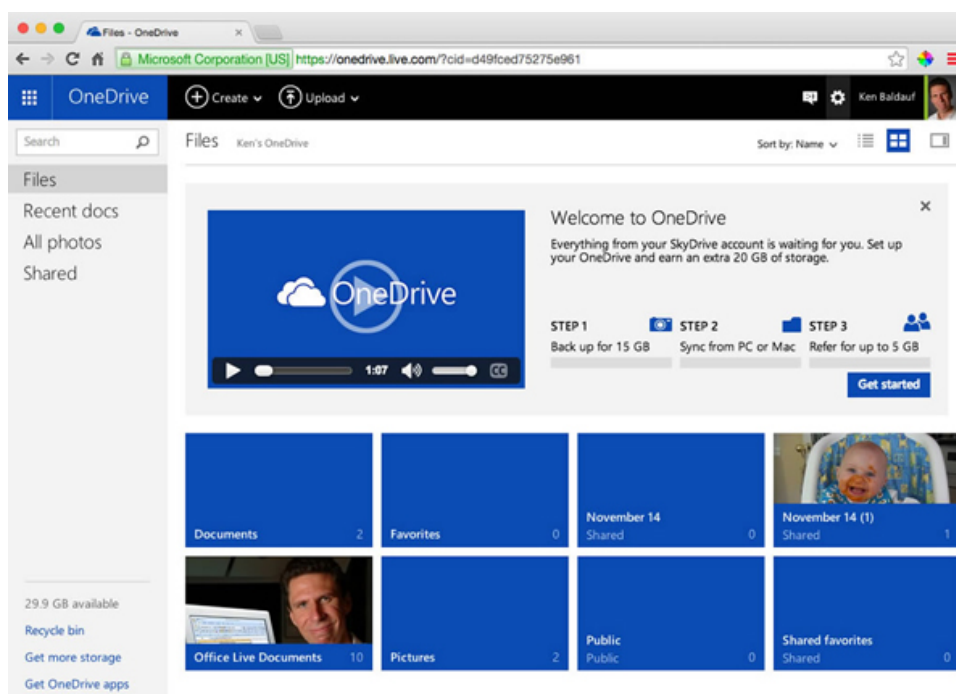 Files - OneDrive
Microsoft Corporation [US] https://onedrive.live.com/?cid=d49fced75275e961
OneDrive Create Upload Ken Baldauf
Search Files Ken's OneDrive Sort by: Name
Files
Recent docs
All photos
Shared
OneDrive
1:07 CC
Welcome to OneDrive
Everything from your SkyDrive account is waiting for you. Set up
your OneDrive and earn an extra 20 GB of storage.
STEP 1 STEP 2 STEP 3
Back up for 15 GB Sync from PC or Mac Refer for up to 5 GB
Get started
Documents 2
Favorites 0
November 14
Shared 0
November 14 (1)
Shared 1
Office Live Documents 10
Pictures 2
Public
Public 0
Shared favorites
Shared 0
29.9 GB available
Recycle bin
Get more storage
Get OneDrive apps